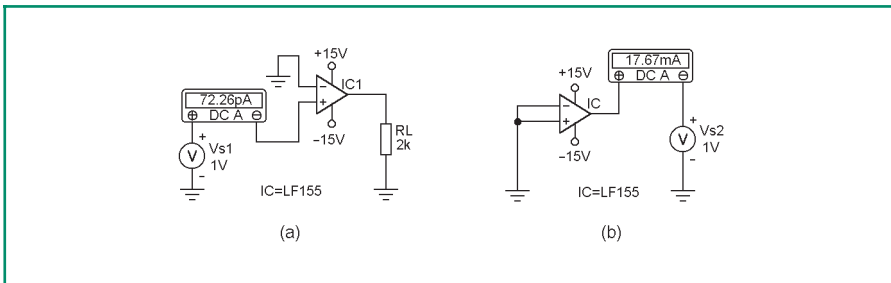 72.26pA
⊕ DC A ⊖
+
Vs1
V
1V
-
+15V
IC1
−
+
−15V
RL
2k
IC=LF155
(a)
17.67mA
⊕ DC A ⊖
+15V
IC
−
+
−15V
+
Vs2
V
1V
-
IC=LF155
(b)